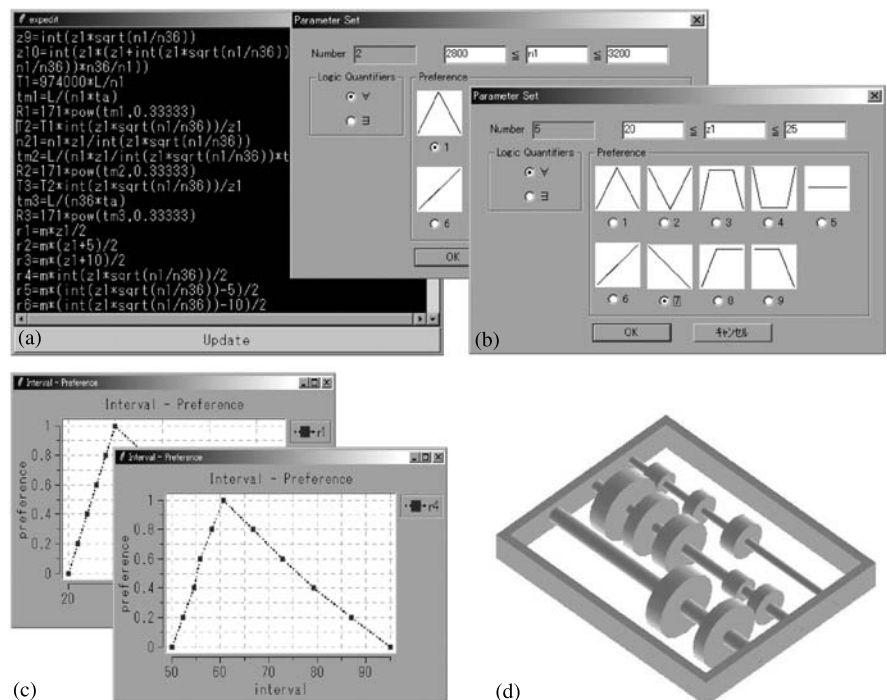 expedit
z9=int(z1*sqrt(n1/n36))
z10=int(z1*(z1+int(z1*sqrt(n1/n36))
n1/n36))*n36/n1))
T1=974000*L/n1
tm1=L/(n1*ta)
R1=171*pow(tm1,0.33333)
T2=T1*int(z1*sqrt(n1/n36))/z1
n21=n1*z1/int(z1*sqrt(n1/n36))
tm2=L/(n1*z1/int(z1*sqrt(n1/n36))*t
R2=171*pow(tm2,0.33333)
T3=T2*int(z1*sqrt(n1/n36))/z1
tm3=L/(n36*ta)
R3=171*pow(tm3,0.33333)
r1=m*z1/2
r2=m*(z1+5)/2
r3=m*(z1+10)/2
r4=m*int(z1*sqrt(n1/n36))/2
r5=m*(int(z1*sqrt(n1/n36))-5)/2
r6=m*(int(z1*sqrt(n1/n36))-10)/2
(a)
Update
Parameter Set
Number 2 2800 ≦ n1 ≦ 3200
Logic Quantifiers
∀
∃
Preference
1
6
OK
Parameter Set
Number 5 20 ≦ z1 ≦ 25
Logic Quantifiers
∀
∃
Preference
1 2 3 4 5
6 7 8 9
OK キャンセル
(b)
Interval - Preference
Interval - Preference
r1
preference
1
0.8
0.6
0.4
0.2
0
20
Interval - Preference
Interval - Preference
r4
preference
1
0.8
0.6
0.4
0.2
0
50 60 70 80 90
interval
(c)
(d)